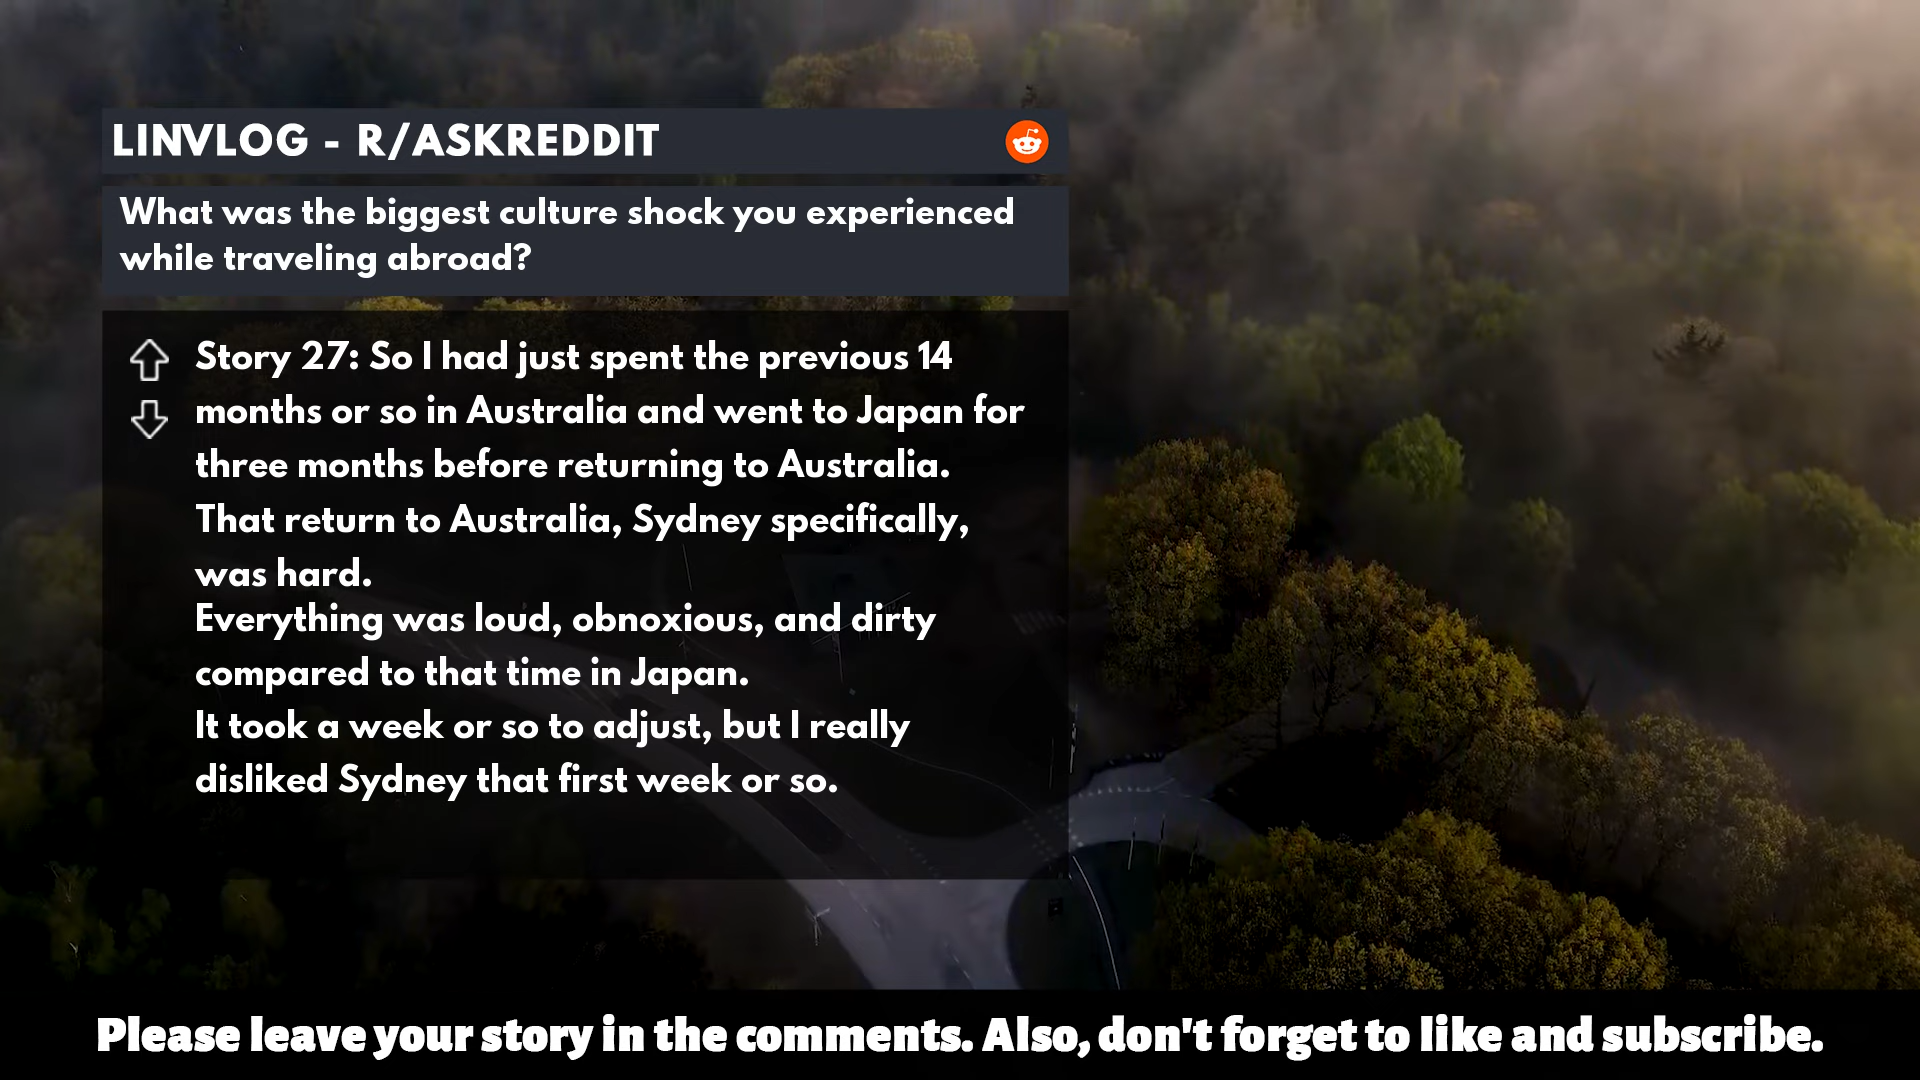 LINVLOG - R/ASKREDDIT
What was the biggest culture shock you experienced
while traveling abroad?
Story 27: So I had just spent the previous 14
months or so in Australia and went to Japan for
three months before returning to Australia.
That return to Australia, Sydney specifically,
was hard.
Everything was loud, obnoxious, and dirty
compared to that time in Japan.
It took a week or so to adjust, but I really
disliked Sydney that first week or so.
Please leave your story in the comments. Also, don't forget to like and subscribe.